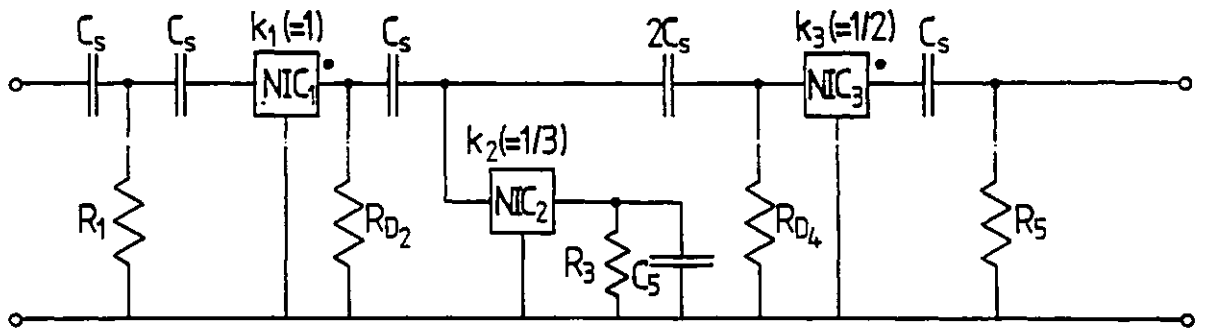 Cs
Cs
k1(=1)
Cs
2Cs
k3(=1/2)
Cs
NIC1
NIC3
k2(=1/3)
NIC2
R1
RD2
R3
C5
RD4
R5